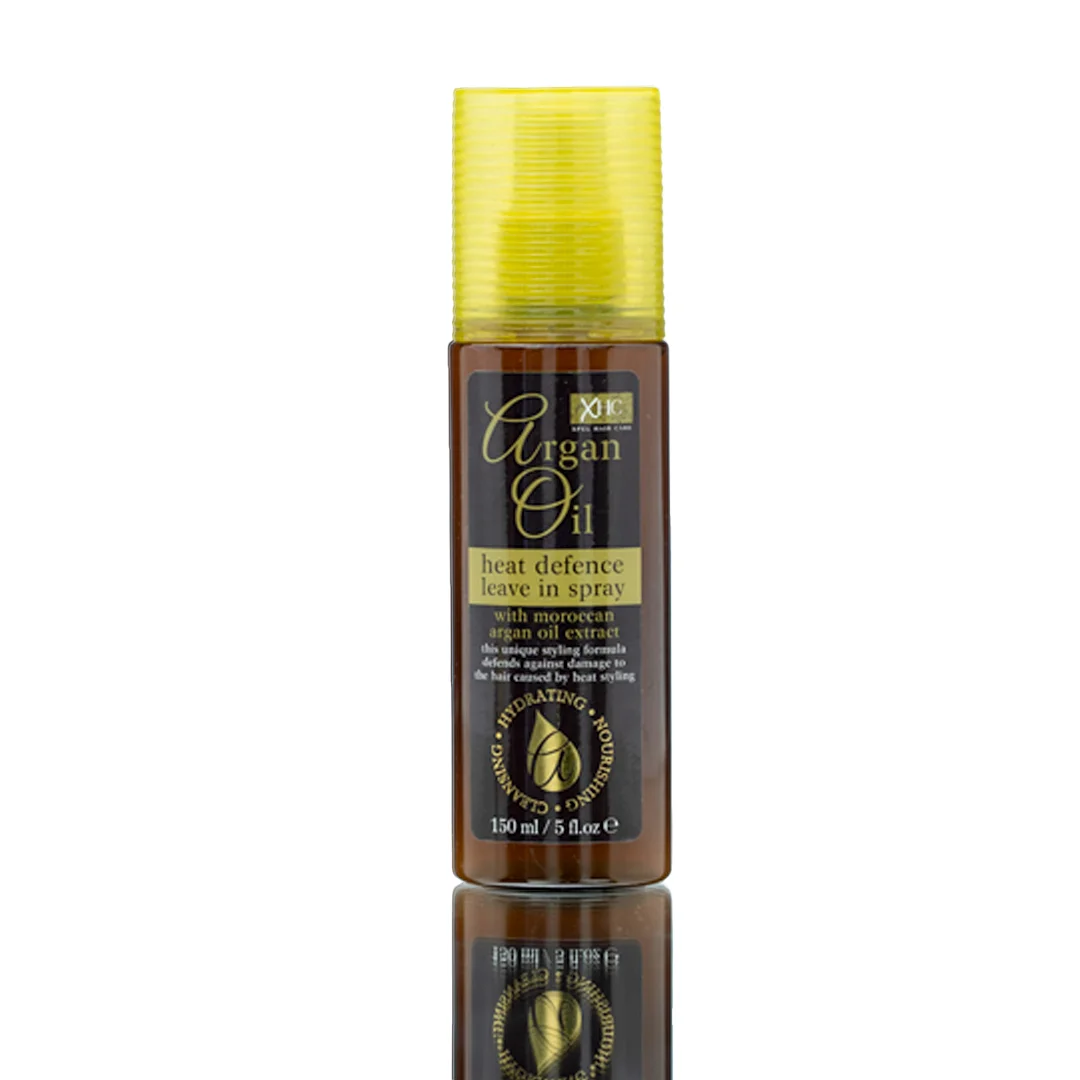 XHC
XPEL HAIR CARE
Argan
Oil
heat defence
leave in spray
with moroccan
argan oil extract
this unique styling formula
defends against damage to
the hair caused by heat styling
HYDRATING • NOURISHING • CLEANSING •
a
150 ml / 5 fl.oz ℮